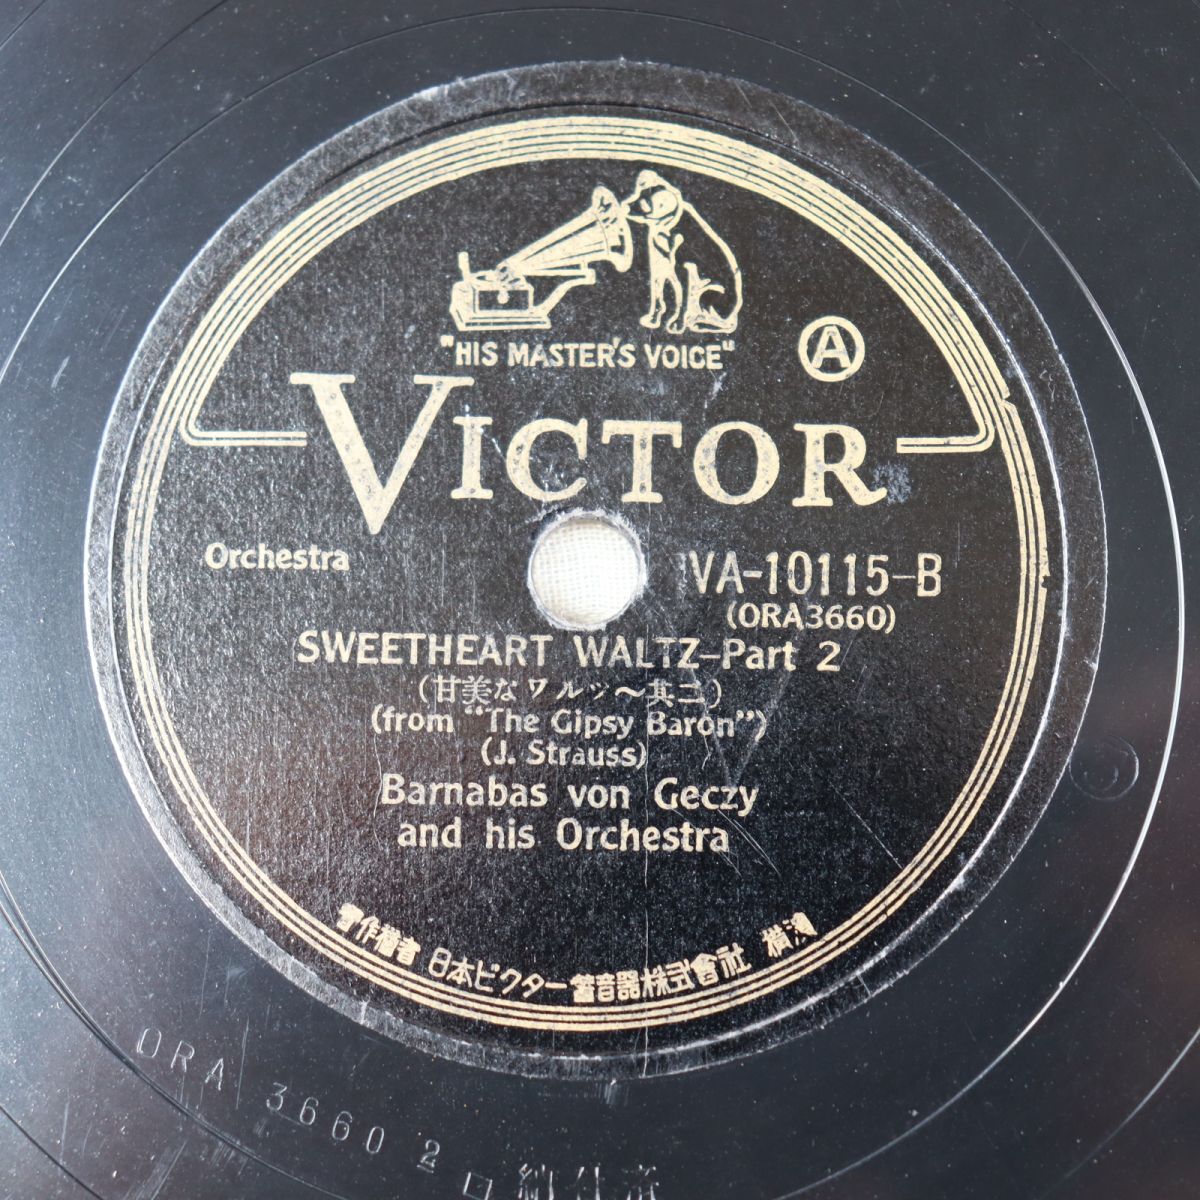 "HIS MASTER'S VOICE"
A
VICTOR
Orchestra
VA-10115-B
(ORA3660)
SWEETHEART WALTZ-Part 2
(甘美なワルツ〜其二)
(from "The Gipsy Baron")
(J. Strauss)
Barnabas von Geczy
and his Orchestra
著作権者 日本ビクター蓄音器株式會社 横濱
ORA 3660 2